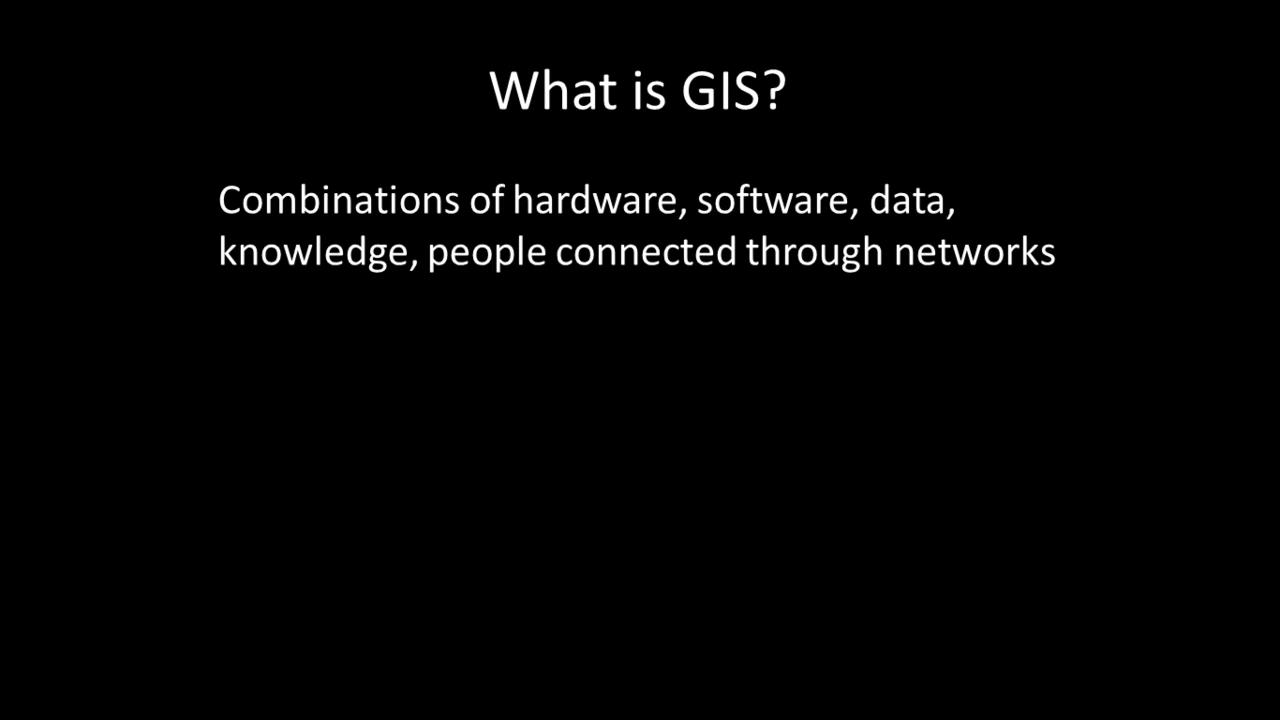 What is GIS?
Combinations of hardware, software, data,
knowledge, people connected through networks